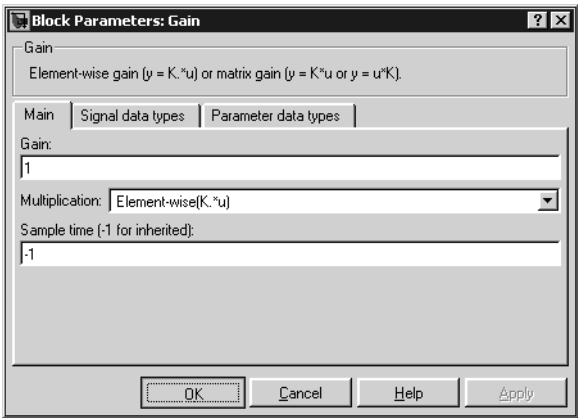 Block Parameters: Gain
Gain
Element-wise gain (y = K.*u) or matrix gain (y = K*u or y = u*K).
Main Signal data types Parameter data types
Gain:
1
Multiplication: Element-wise(K.*u)
Sample time (-1 for inherited):
-1
OK Cancel Help Apply